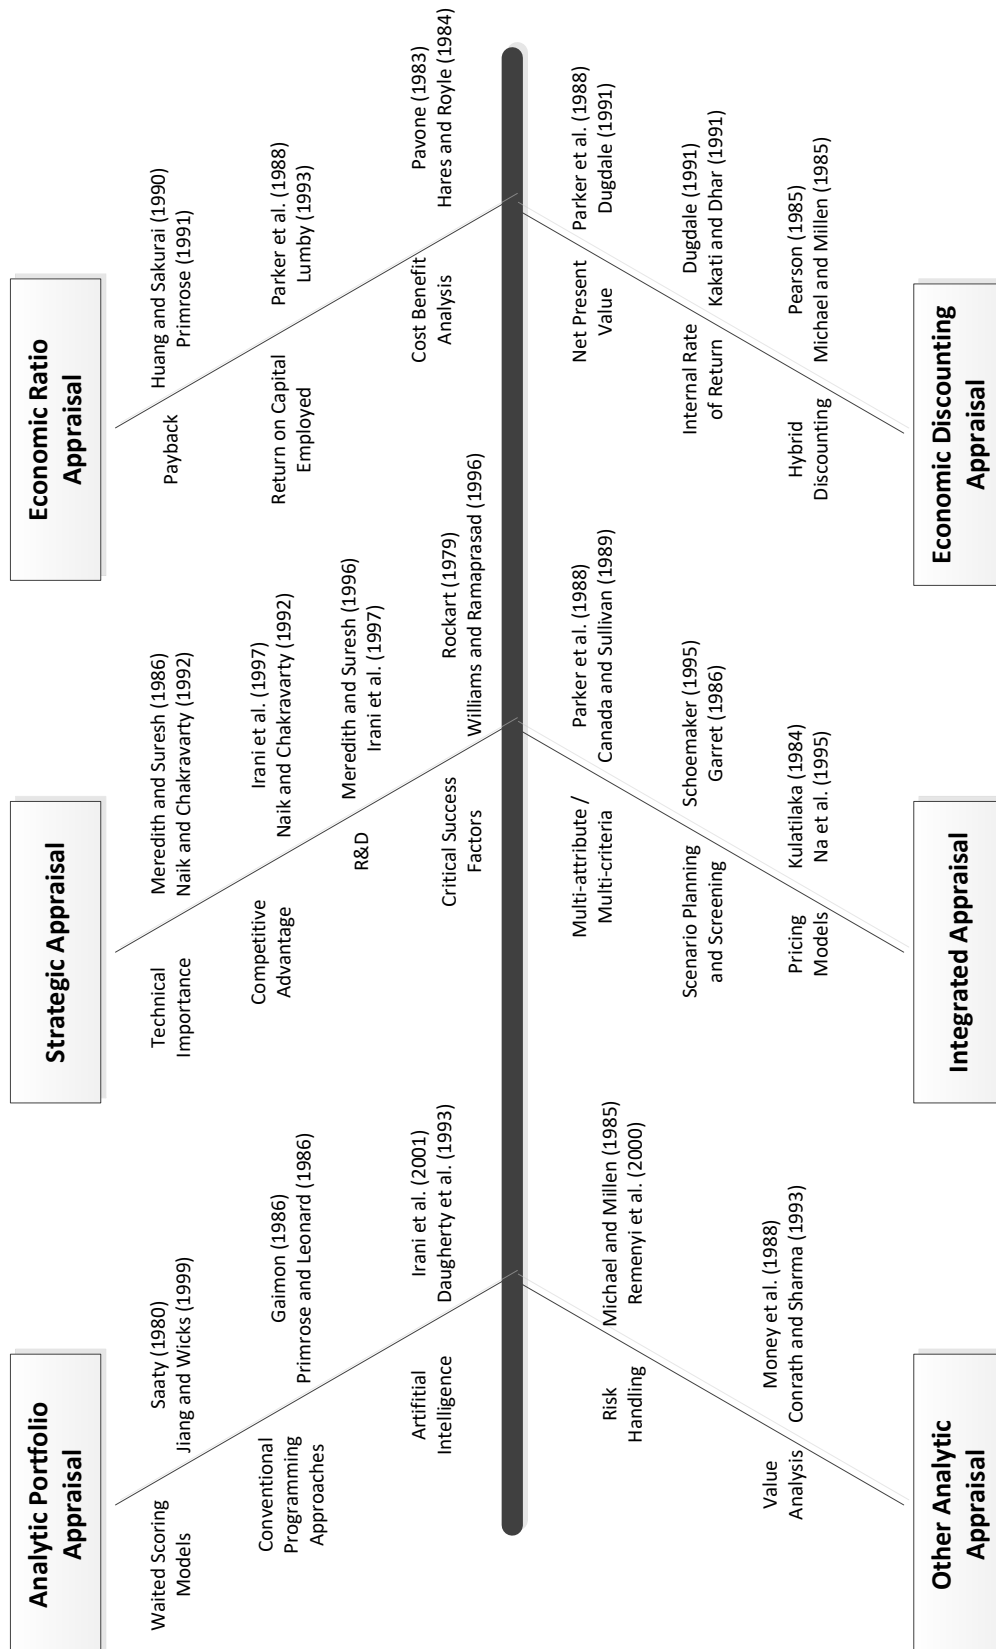 Analytic Portfolio
Appraisal
Waited Scoring
Models
Saaty (1980)
Jiang and Wicks (1999)
Conventional
Programming
Approaches
Gaimon (1986)
Primrose and Leonard (1986)
Artifitial
Intelligence
Irani et al. (2001)
Daugherty et al. (1993)
Strategic Appraisal
Technical
Importance
Meredith and Suresh (1986)
Naik and Chakravarty (1992)
Competitive
Advantage
Irani et al. (1997)
Naik and Chakravarty (1992)
R&D
Meredith and Suresh (1996)
Irani et al. (1997)
Critical Success
Factors
Rockart (1979)
Williams and Ramaprasad (1996)
Economic Ratio
Appraisal
Payback
Huang and Sakurai (1990)
Primrose (1991)
Return on Capital
Employed
Parker et al. (1988)
Lumby (1993)
Cost Benefit
Analysis
Pavone (1983)
Hares and Royle (1984)
Risk
Handling
Michael and Millen (1985)
Remenyi et al. (2000)
Value
Analysis
Money et al. (1988)
Conrath and Sharma (1993)
Other Analytic
Appraisal
Multi-attribute /
Multi-criteria
Parker et al. (1988)
Canada and Sullivan (1989)
Scenario Planning
and Screening
Schoemaker (1995)
Garret (1986)
Pricing
Models
Kulatilaka (1984)
Na et al. (1995)
Integrated Appraisal
Net Present
Value
Parker et al. (1988)
Dugdale (1991)
Internal Rate
of Return
Dugdale (1991)
Kakati and Dhar (1991)
Hybrid
Discounting
Pearson (1985)
Michael and Millen (1985)
Economic Discounting
Appraisal